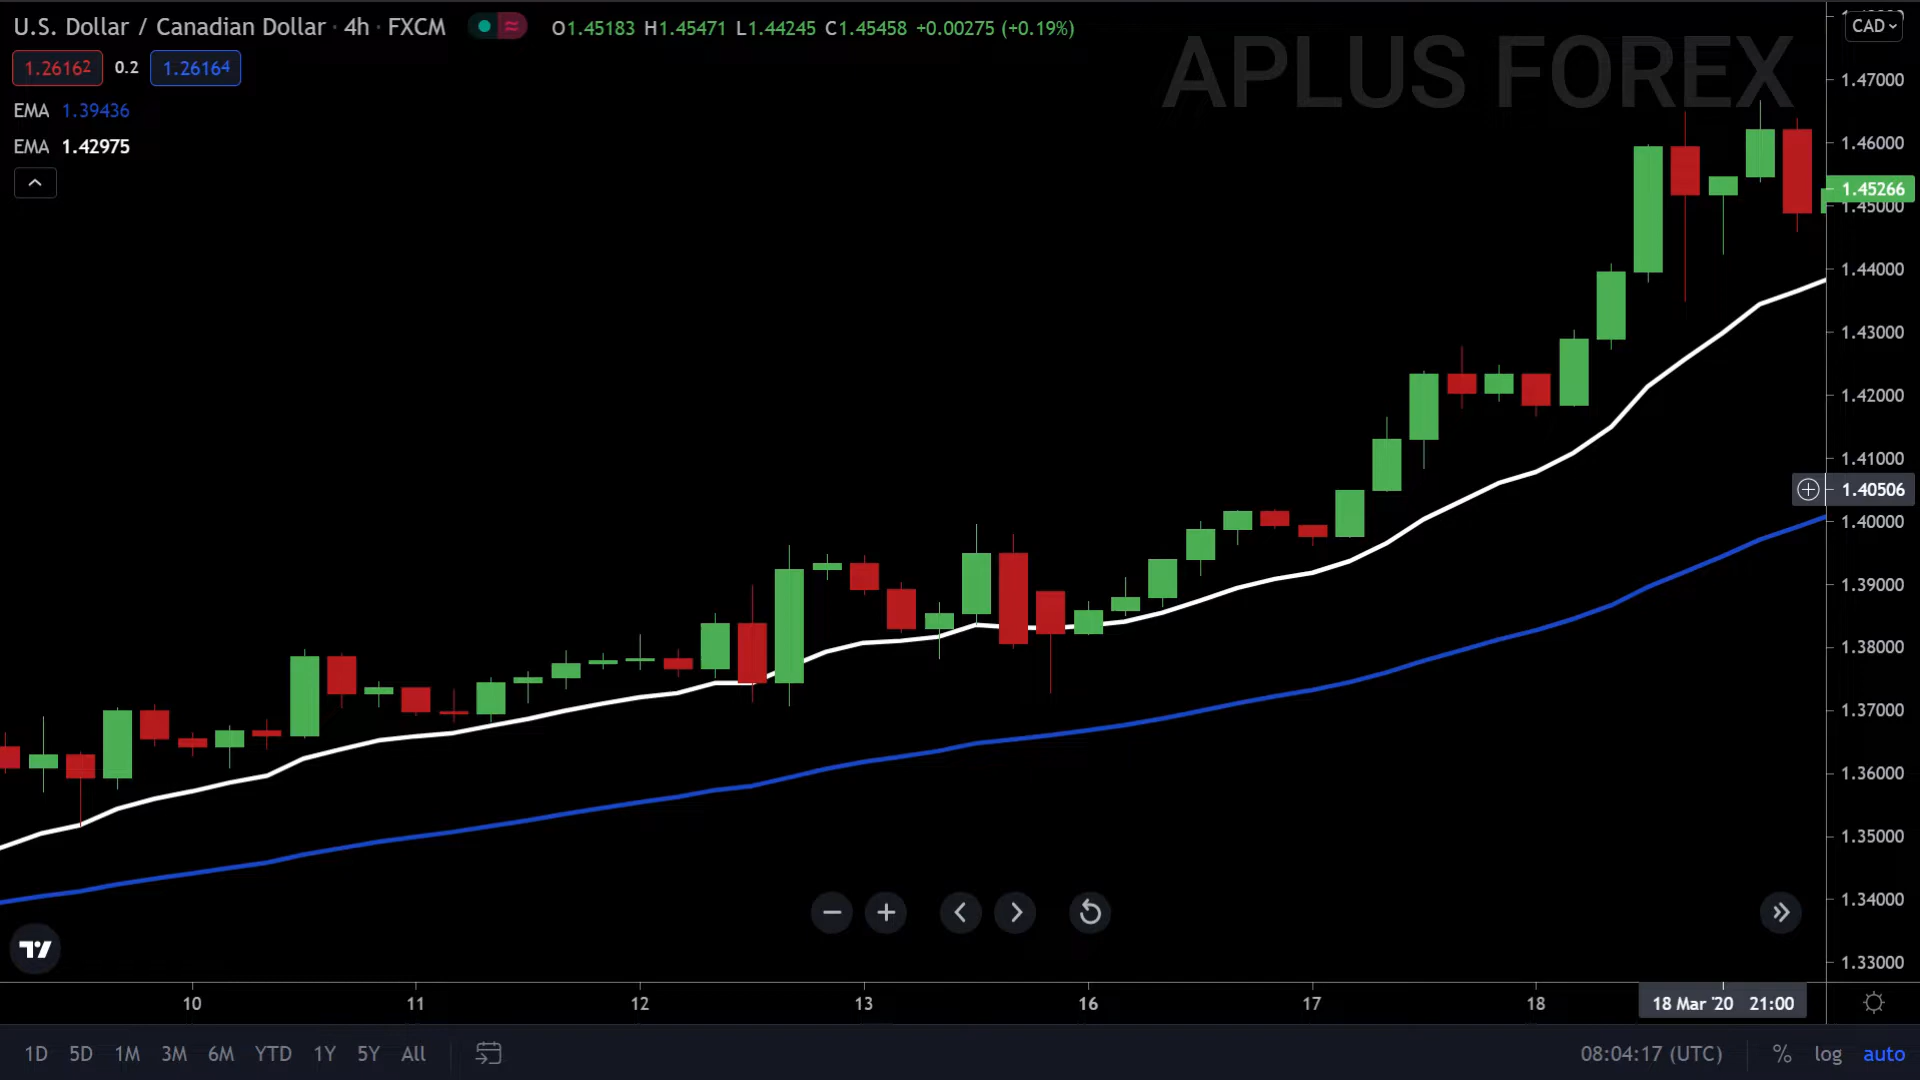 U.S. Dollar / Canadian Dollar · 4h · FXCM
O1.45183 H1.45471 L1.44245 C1.45458 +0.00275 (+0.19%)
CAD
1.26162 0.2 1.26164
EMA 1.39436
EMA 1.42975
APLUS FOREX
1.47000
1.46000
1.45266
1.45000
1.44000
1.43000
1.42000
1.41000
1.40506
1.40000
1.39000
1.38000
1.37000
1.36000
1.35000
1.34000
1.33000
10 11 12 13 16 17 18 18 Mar '20 21:00
1D 5D 1M 3M 6M YTD 1Y 5Y All 08:04:17 (UTC) % log auto